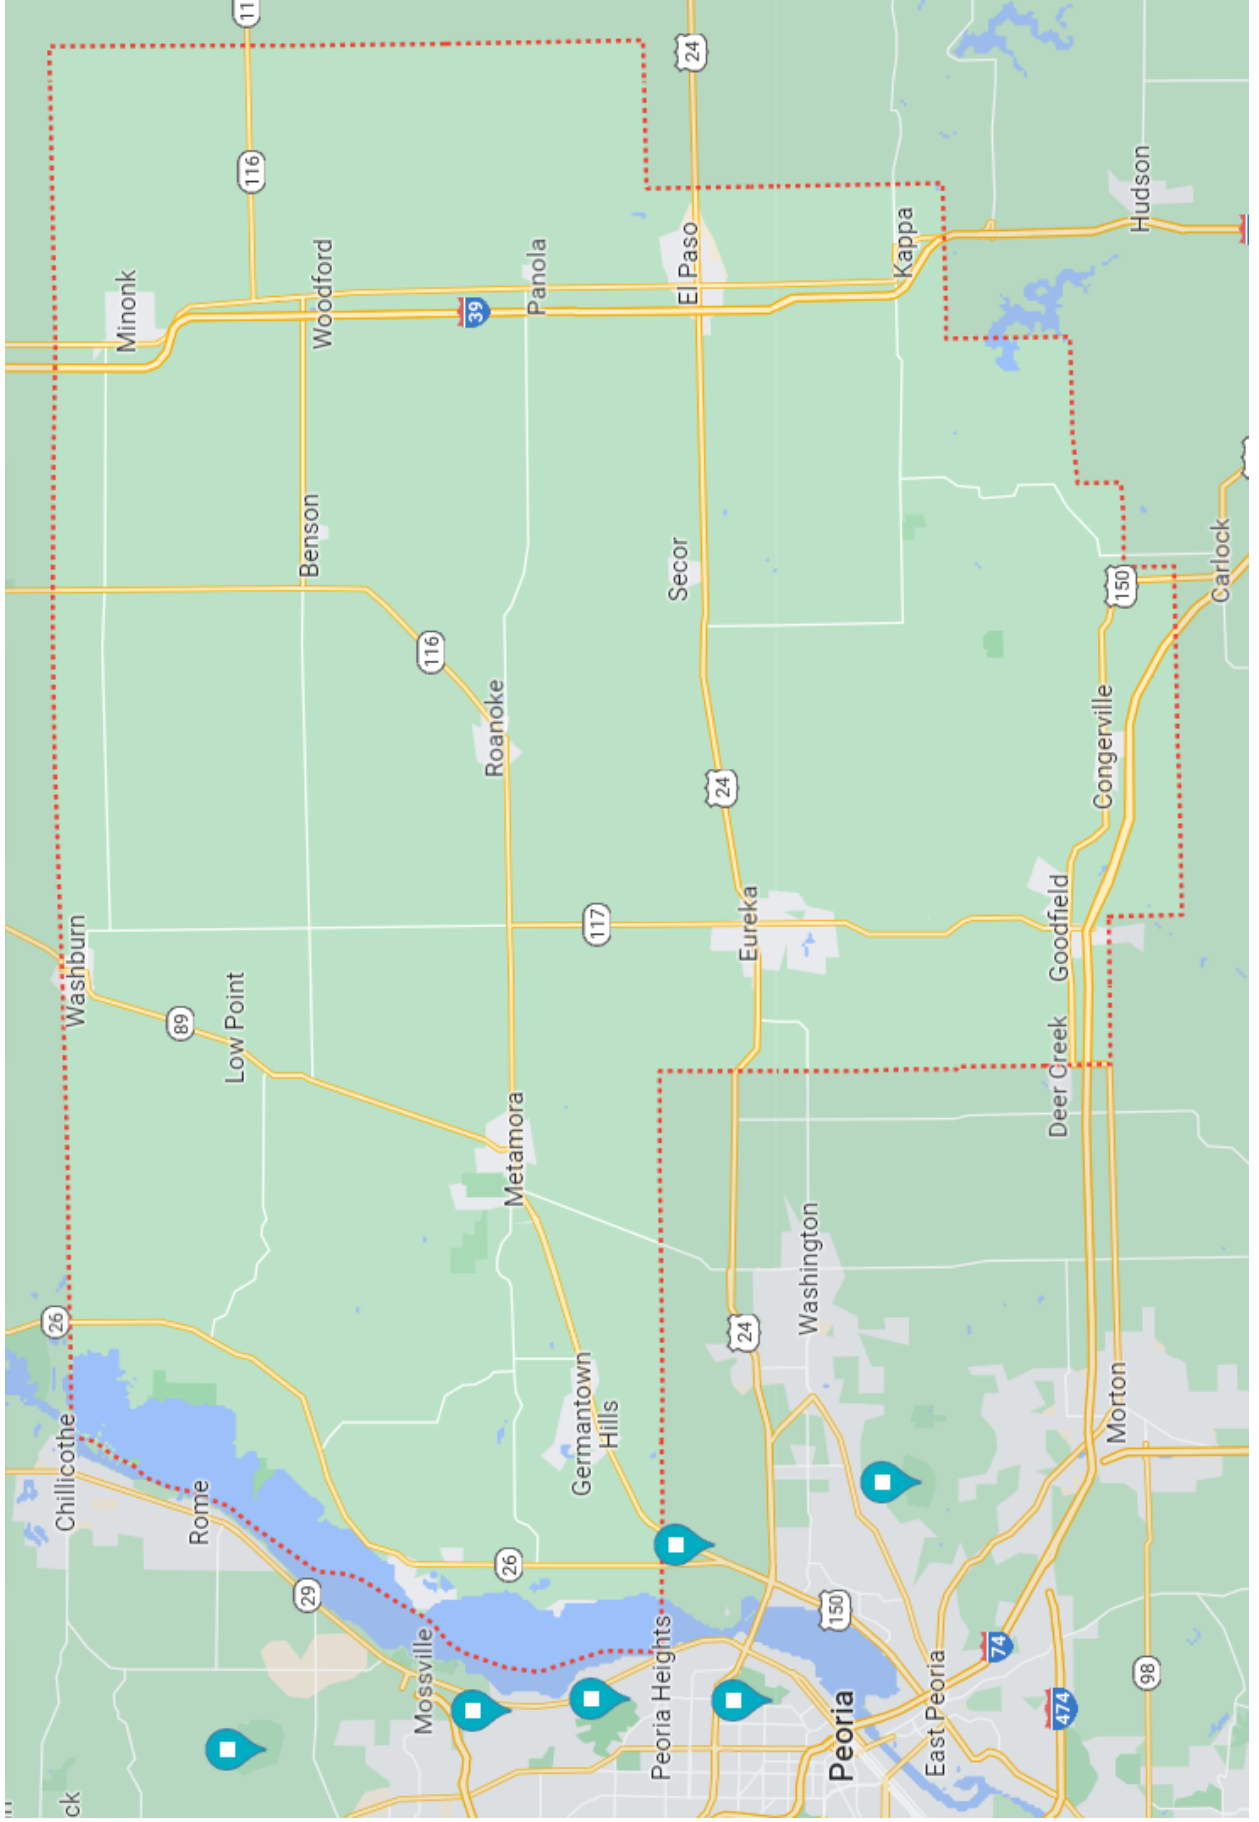 ck
Chillicothe
26
Washburn
Minonk
89
Rome
Low Point
11
116
29
Benson
Woodford
Mossville
116
39
Roanoke
26
Metamora
Panola
Germantown
Hills
117
Peoria Heights
Secor
El Paso
24
24
24
Eureka
Washington
150
Peoria
Kappa
East Peoria
74
Deer Creek
Goodfield
474
Congerville
Morton
150
Hudson
98
Carlock